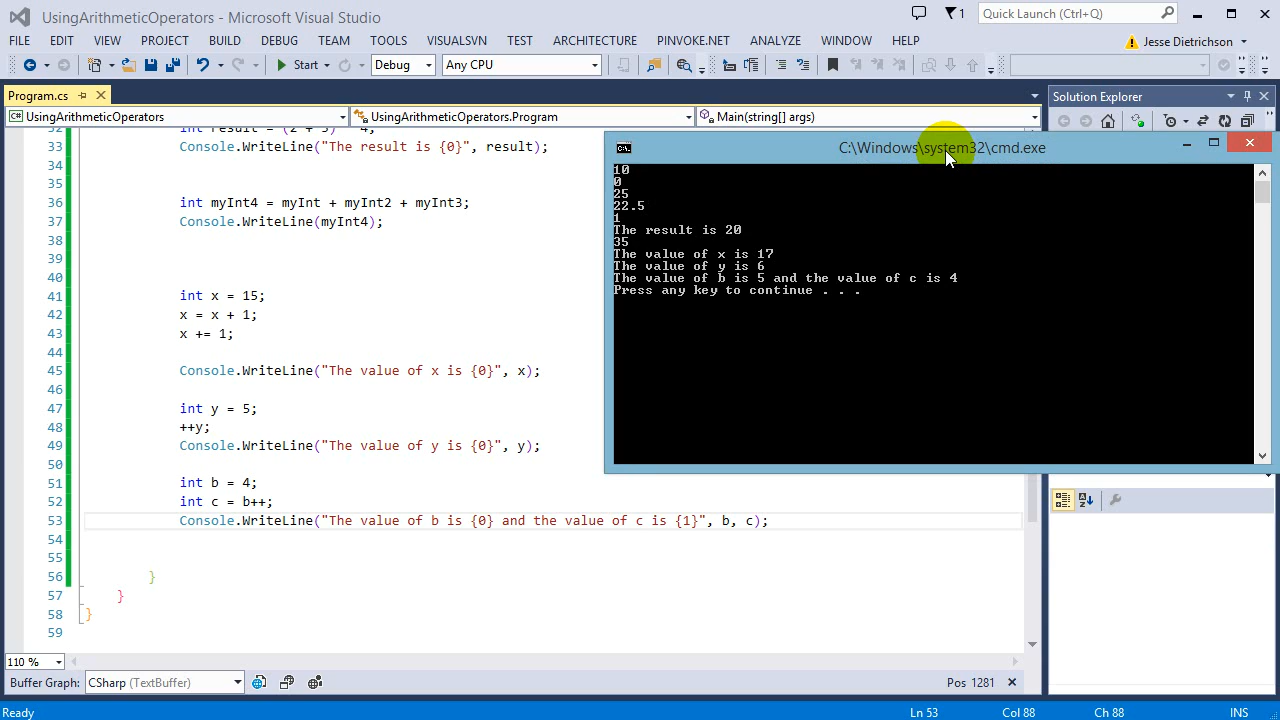 UsingArithmeticOperators - Microsoft Visual Studio
1
Quick Launch (Ctrl+Q)
FILE EDIT VIEW PROJECT BUILD DEBUG TEAM TOOLS VISUALSVN TEST ARCHITECTURE PINVOKE.NET ANALYZE WINDOW HELP
Jesse Dietrichson
Start Debug Any CPU
Program.cs
Solution Explorer
C# UsingArithmeticOperators UsingArithmeticOperators.Program Main(string[] args)
33 Console.WriteLine("The result is {0}", result);
34
35
36 int myInt4 = myInt + myInt2 + myInt3;
37 Console.WriteLine(myInt4);
38
39
40
41 int x = 15;
42 x = x + 1;
43 x += 1;
44
45 Console.WriteLine("The value of x is {0}", x);
46
47 int y = 5;
48 ++y;
49 Console.WriteLine("The value of y is {0}", y);
50
51 int b = 4;
52 int c = b++;
53 Console.WriteLine("The value of b is {0} and the value of c is {1}", b, c);
54
55
56 }
57 }
58 }
59
C:\Windows\system32\cmd.exe
10
0
25
22.5
1
The result is 20
35
The value of x is 17
The value of y is 6
The value of b is 5 and the value of c is 4
Press any key to continue . . .
110 %
Buffer Graph: CSharp (TextBuffer) Pos 1281
Ready Ln 53 Col 88 Ch 88 INS